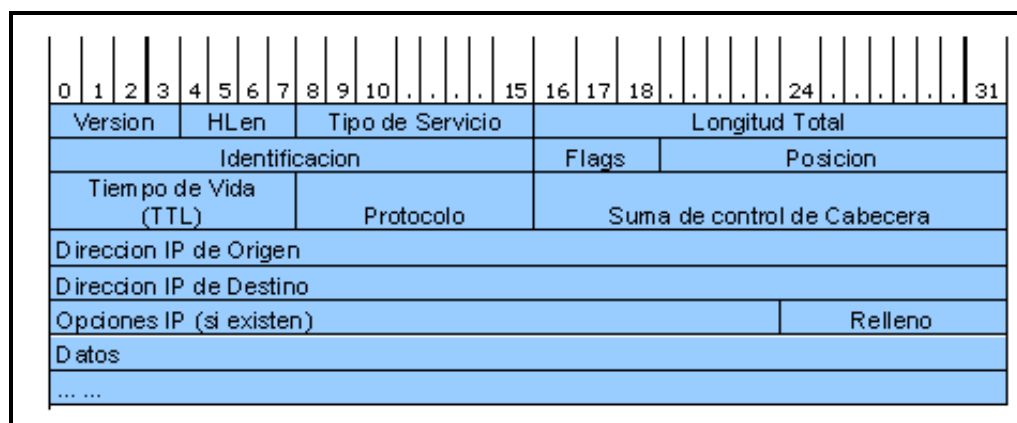 0 1 2 3 4 5 6 7 8 9 10 . . . . 15 16 17 18 . . . . . 24 . . . . . . 31
Version HLen Tipo de Servicio Longitud Total
Identificacion Flags Posicion
Tiempo de Vida
(TTL) Protocolo Suma de control de Cabecera
Direccion IP de Origen
Direccion IP de Destino
Opciones IP (si existen) Relleno
Datos
... ...